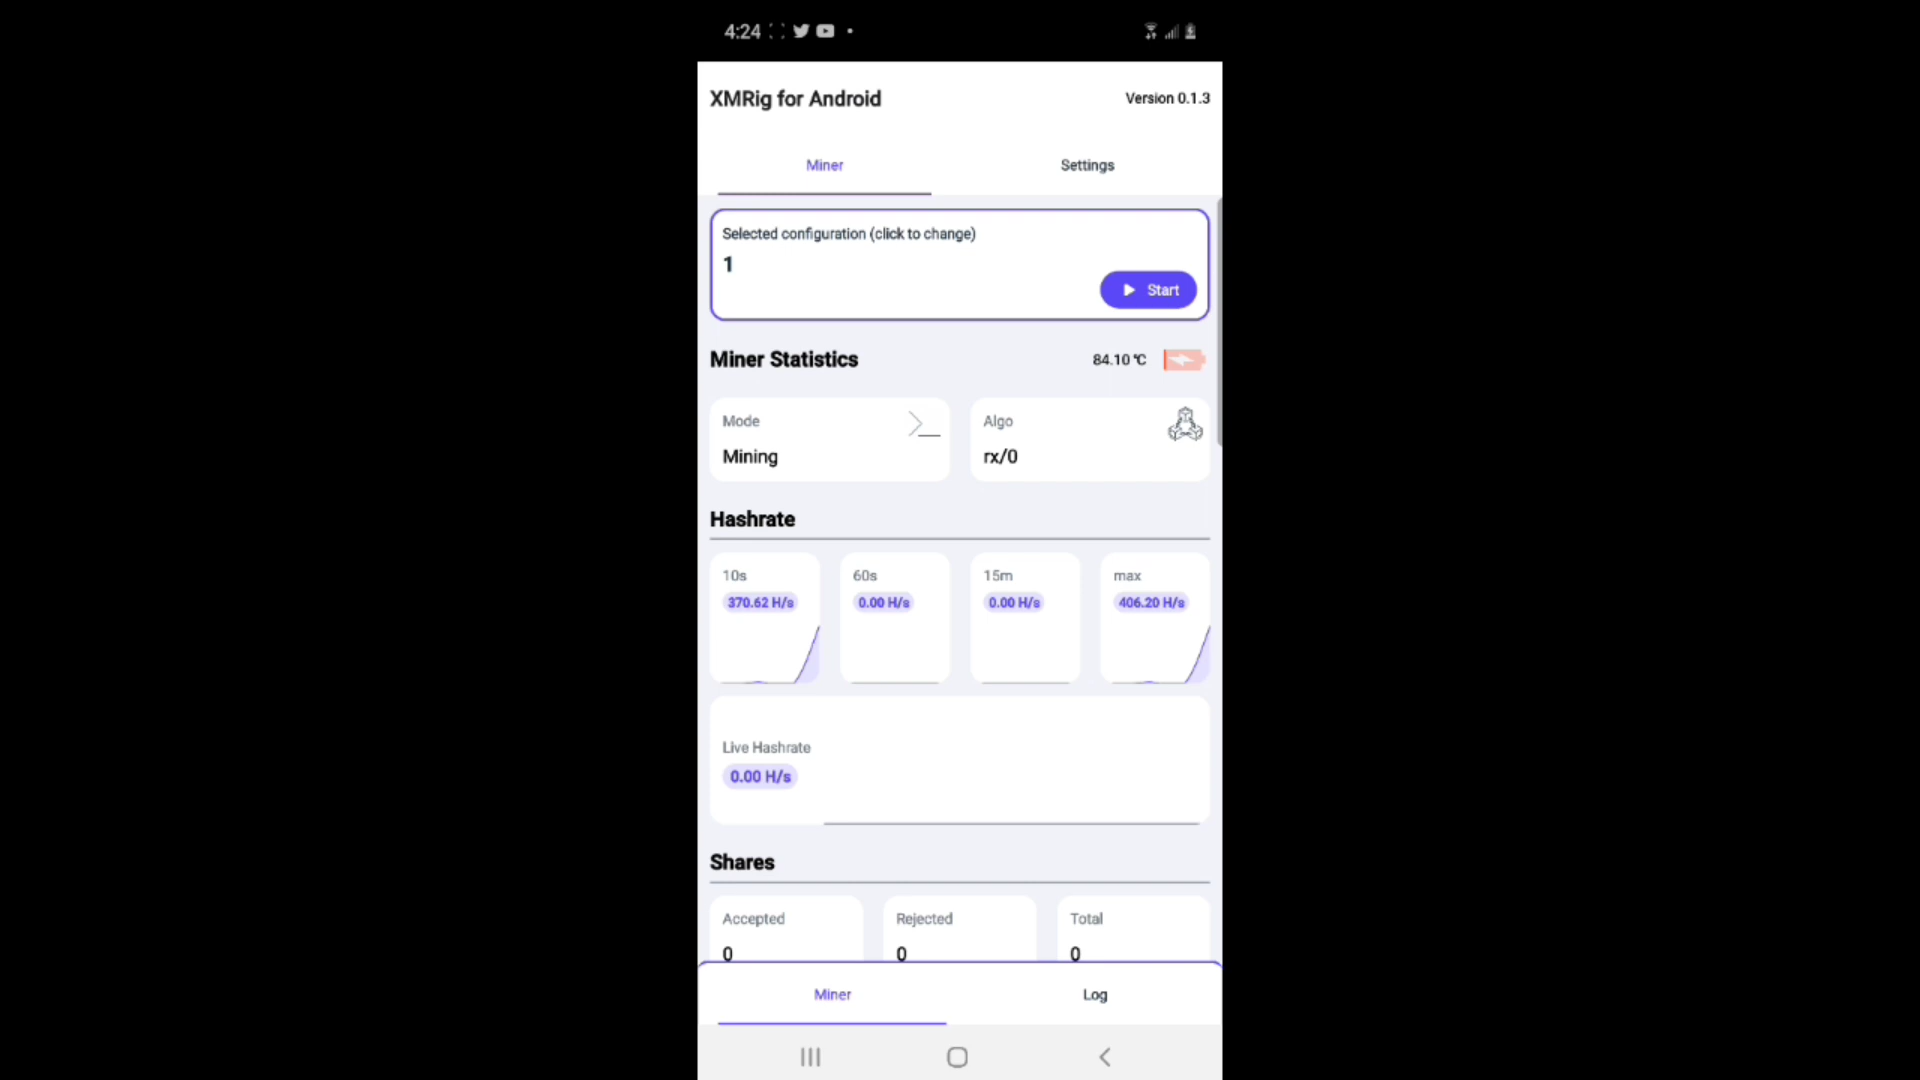 4:24
XMRig for Android
Version 0.1.3
Miner
Settings
Selected configuration (click to change)
1
Start
Miner Statistics
84.10 °C
Mode
Mining
Algo
rx/0
Hashrate
10s
370.62 H/s
60s
0.00 H/s
15m
0.00 H/s
max
406.20 H/s
Live Hashrate
0.00 H/s
Shares
Accepted
0
Rejected
0
Total
0
Miner
Log